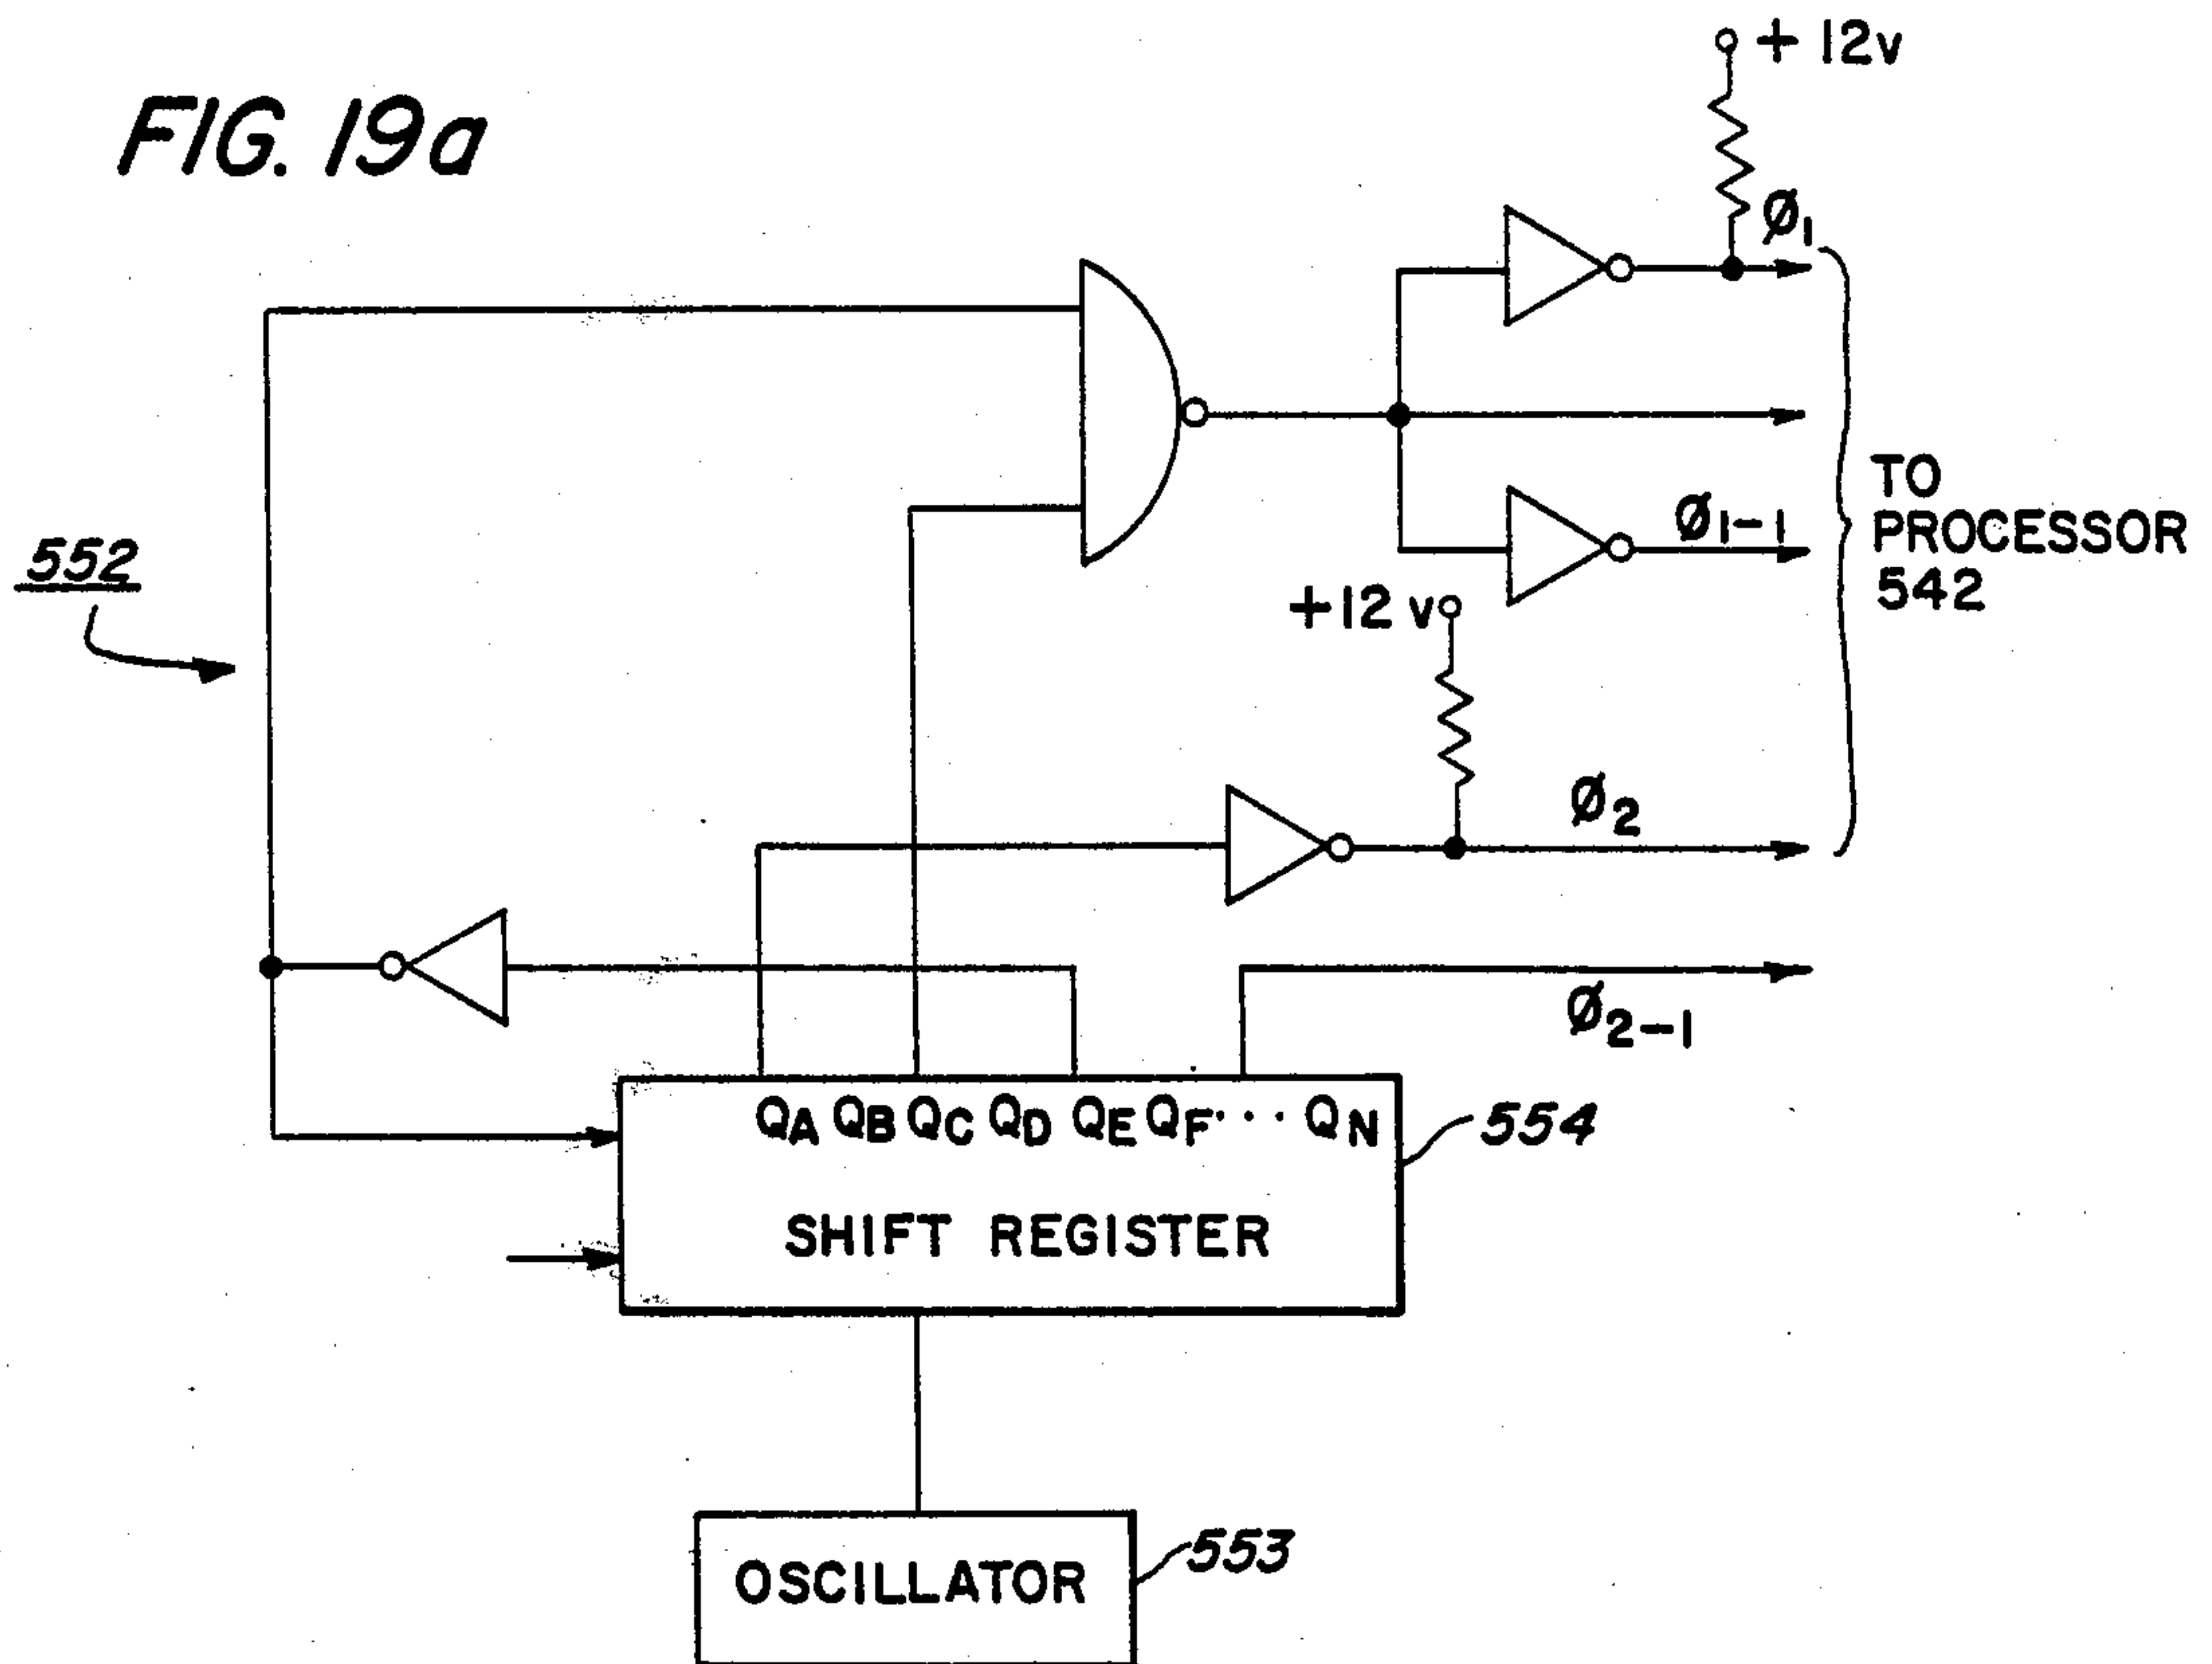 FIG. 19a
+ 12v
Ø1
TO
PROCESSOR
542
Ø1-1
552
+12 v
Ø2
Ø2-1
QA QB QC QD QE QF... QN
554
SHIFT REGISTER
OSCILLATOR
553